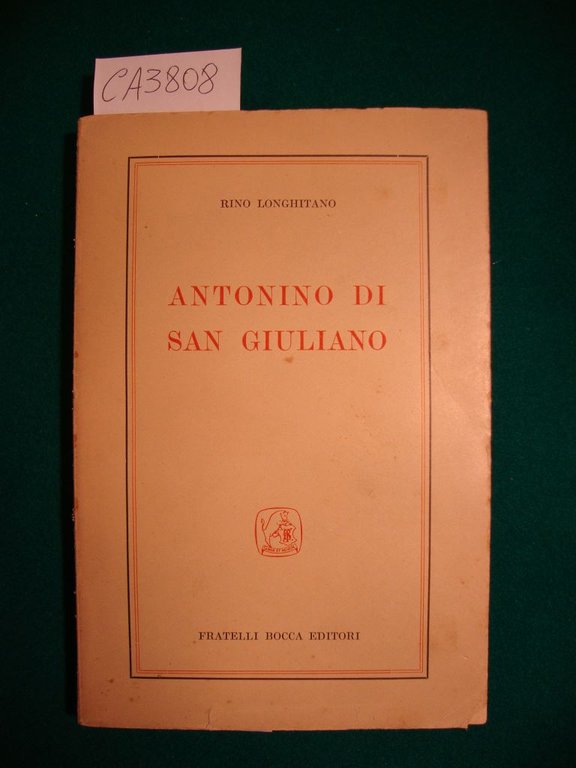 CA3808
RINO LONGHITANO
ANTONINO DI
SAN GIULIANO
FRATELLI BOCCA EDITORI